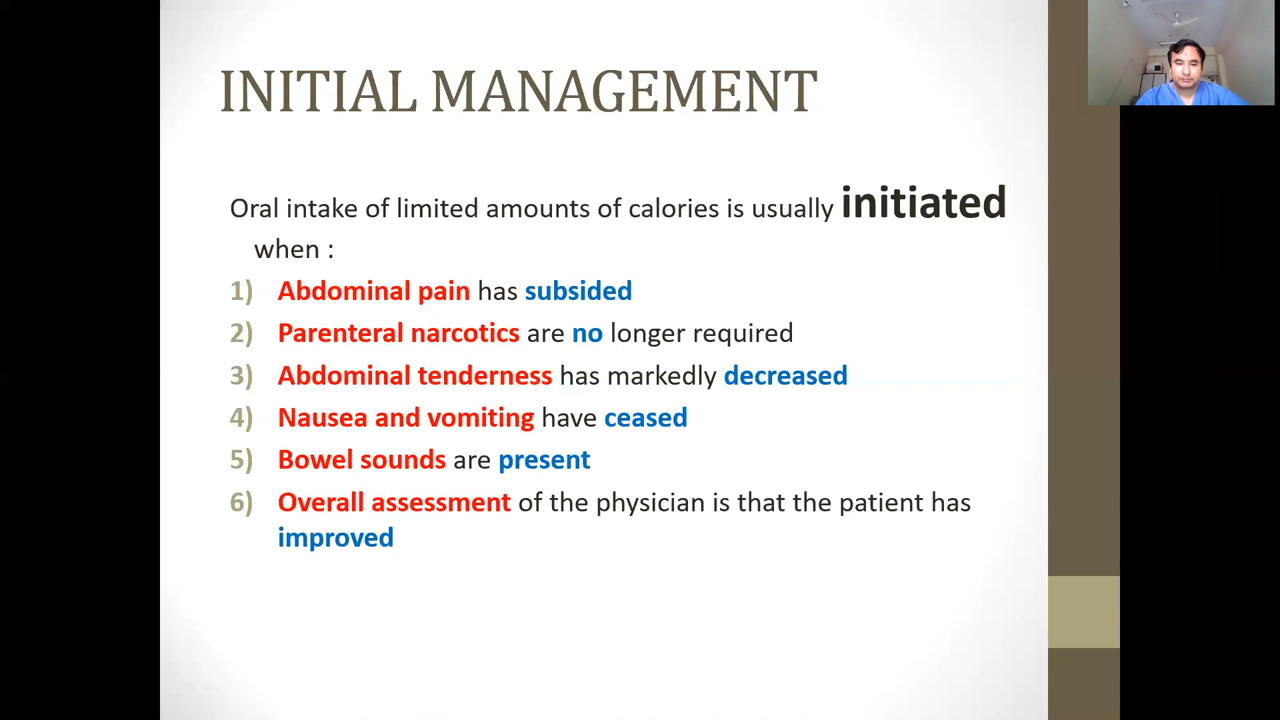 INITIAL MANAGEMENT
Oral intake of limited amounts of calories is usually initiated
when :
1) Abdominal pain has subsided
2) Parenteral narcotics are no longer required
3) Abdominal tenderness has markedly decreased
4) Nausea and vomiting have ceased
5) Bowel sounds are present
6) Overall assessment of the physician is that the patient has
improved